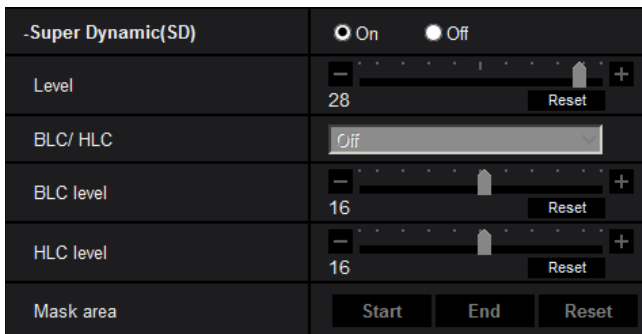 -Super Dynamic(SD) On Off
Level - +
28 Reset
BLC/ HLC Off
BLC level - +
16 Reset
HLC level - +
16 Reset
Mask area Start End Reset